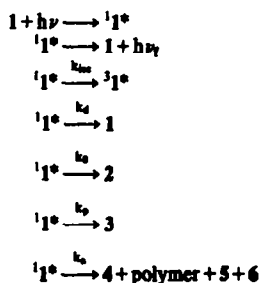 1 + hν ⟶ ¹1*
¹1* ⟶ 1 + hν_f
¹1* —k_isc⟶ ³1*
¹1* —k_d⟶ 1
¹1* —k_θ⟶ 2
¹1* —k_p⟶ 3
¹1* —k_a⟶ 4 + polymer + 5 + 6